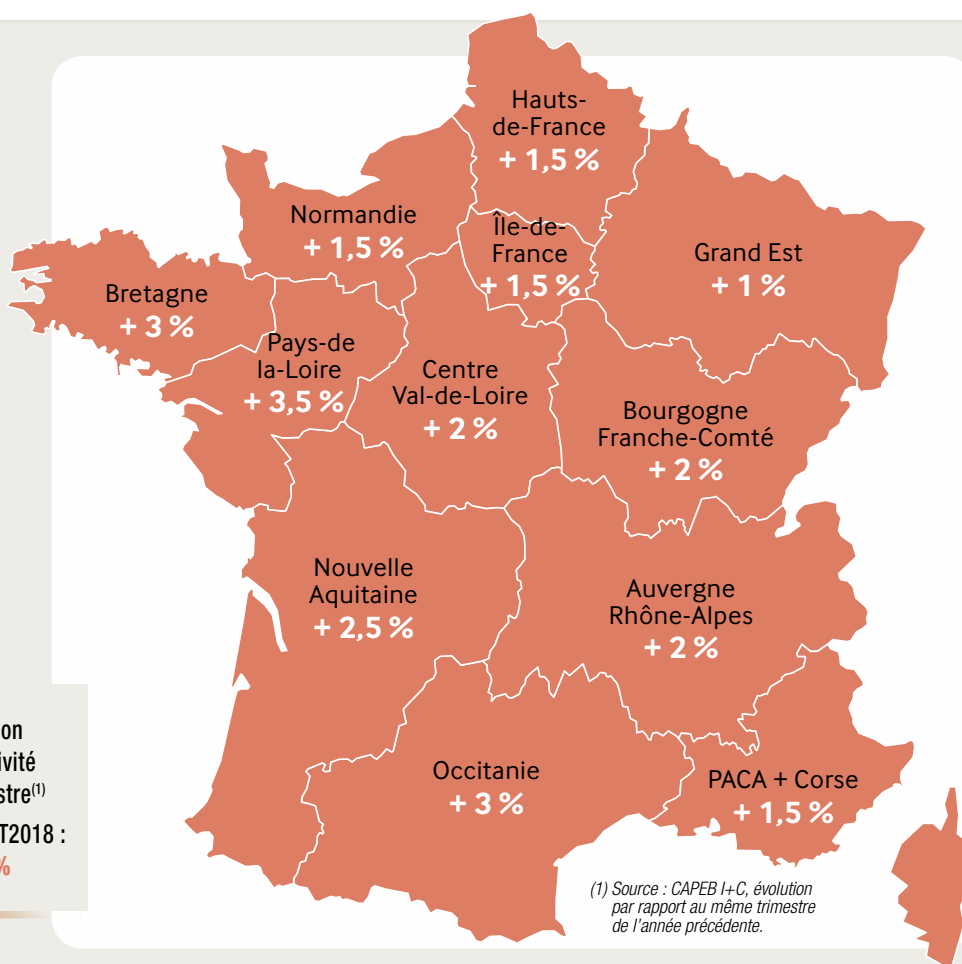 Hauts-
de-France
+ 1,5 %
Normandie
+ 1,5 %
Île-de-
France
+ 1,5 %
Grand Est
+ 1 %
Bretagne
+ 3 %
Pays-de
la-Loire
+ 3,5 %
Centre
Val-de-Loire
+ 2 %
Bourgogne
Franche-Comté
+ 2 %
Nouvelle
Aquitaine
+ 2,5 %
Auvergne
Rhône-Alpes
+ 2 %
Occitanie
+ 3 %
PACA + Corse
+ 1,5 %
on
ivité
stre(1)
T2018 :
%
(1) Source : CAPEB I+C, évolution
par rapport au même trimestre
de l'année précédente.